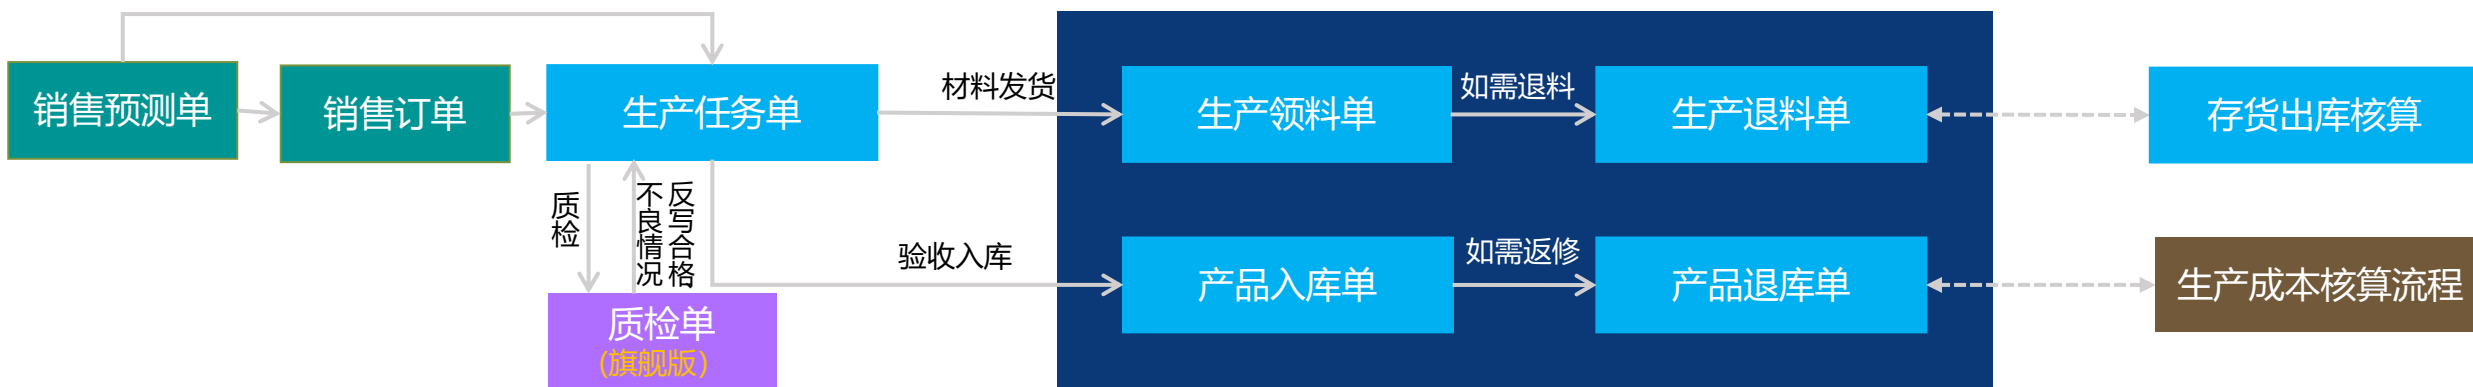 销售预测单
销售订单
生产任务单
材料发货
生产领料单
如需退料
生产退料单
存货出库核算
质检
反写合格、
不良情况
验收入库
产品入库单
如需返修
产品退库单
生产成本核算流程
质检单
(旗舰版)